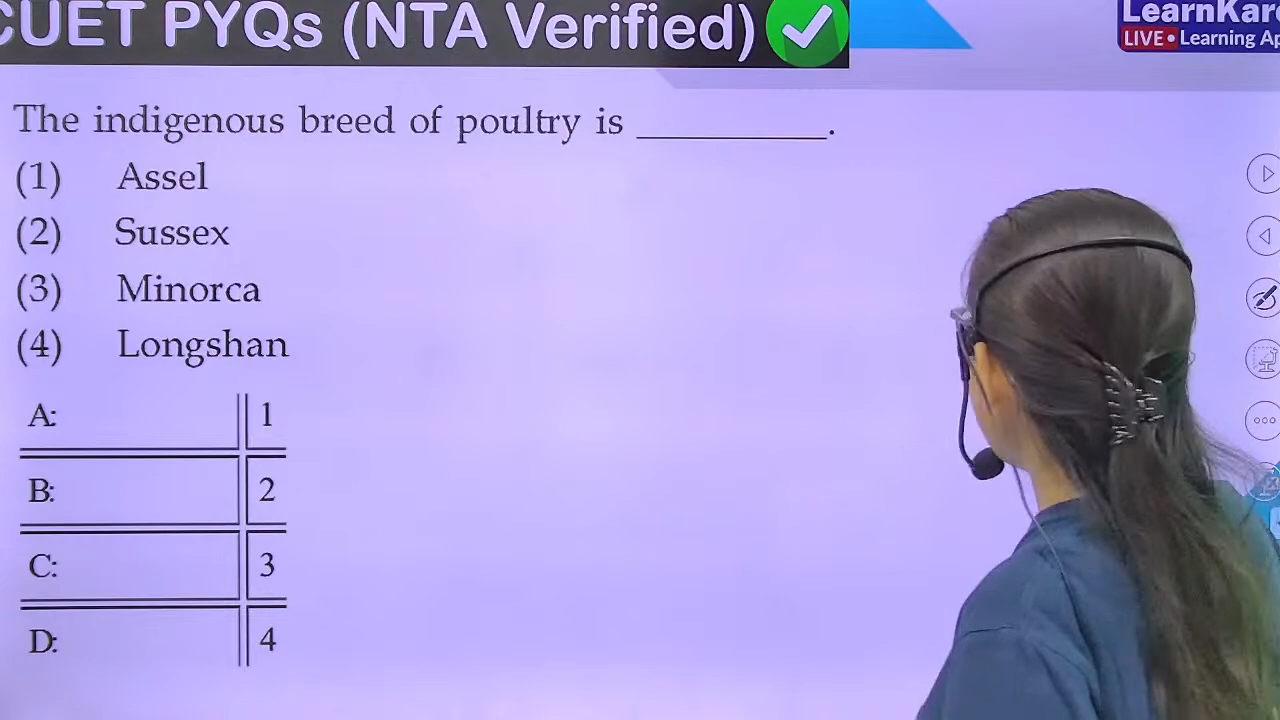 CUET PYQs (NTA Verified)
LearnKar
LIVE • Learning Ap
The indigenous breed of poultry is __________.
(1) Assel
(2) Sussex
(3) Minorca
(4) Longshan
A: 1
B: 2
C: 3
D: 4